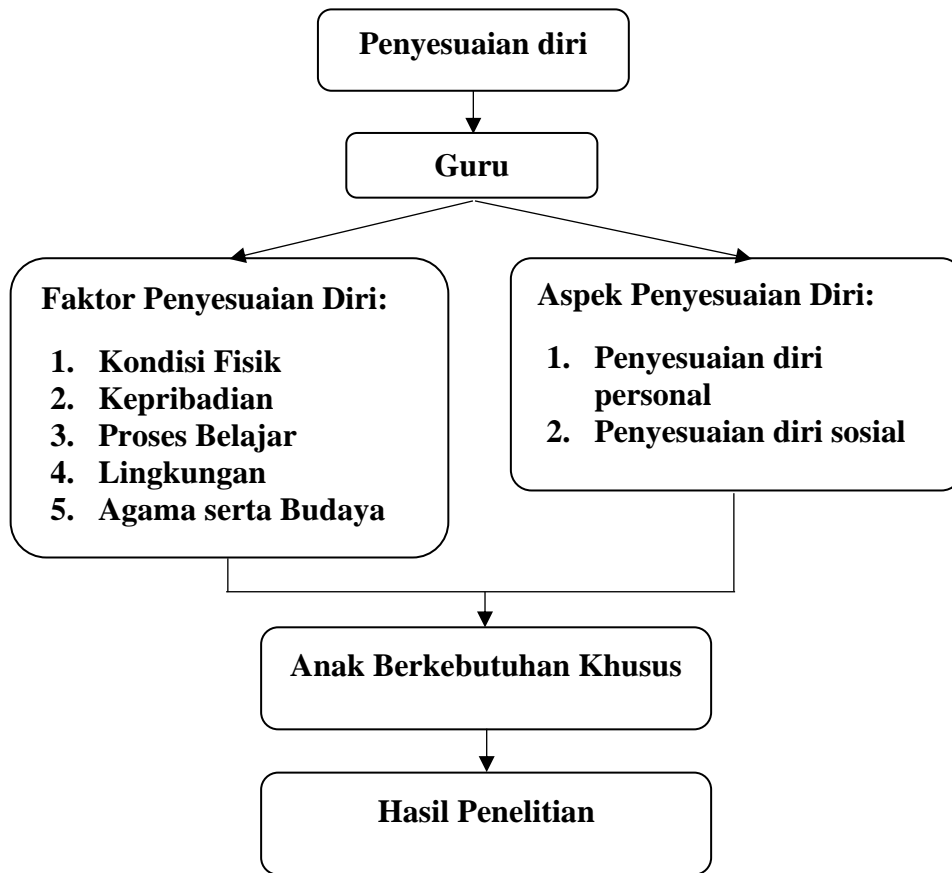 Penyesuaian diri
Guru
Faktor Penyesuaian Diri:
1. Kondisi Fisik
2. Kepribadian
3. Proses Belajar
4. Lingkungan
5. Agama serta Budaya
Aspek Penyesuaian Diri:
1. Penyesuaian diri
personal
2. Penyesuaian diri sosial
Anak Berkebutuhan Khusus
Hasil Penelitian